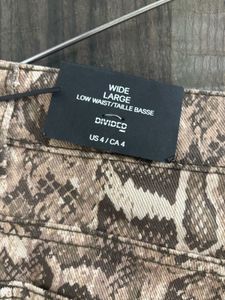 WIDE
LARGE
LOW WAIST/TAILLE BASSE
DIVIDED
US 4 / CA 4